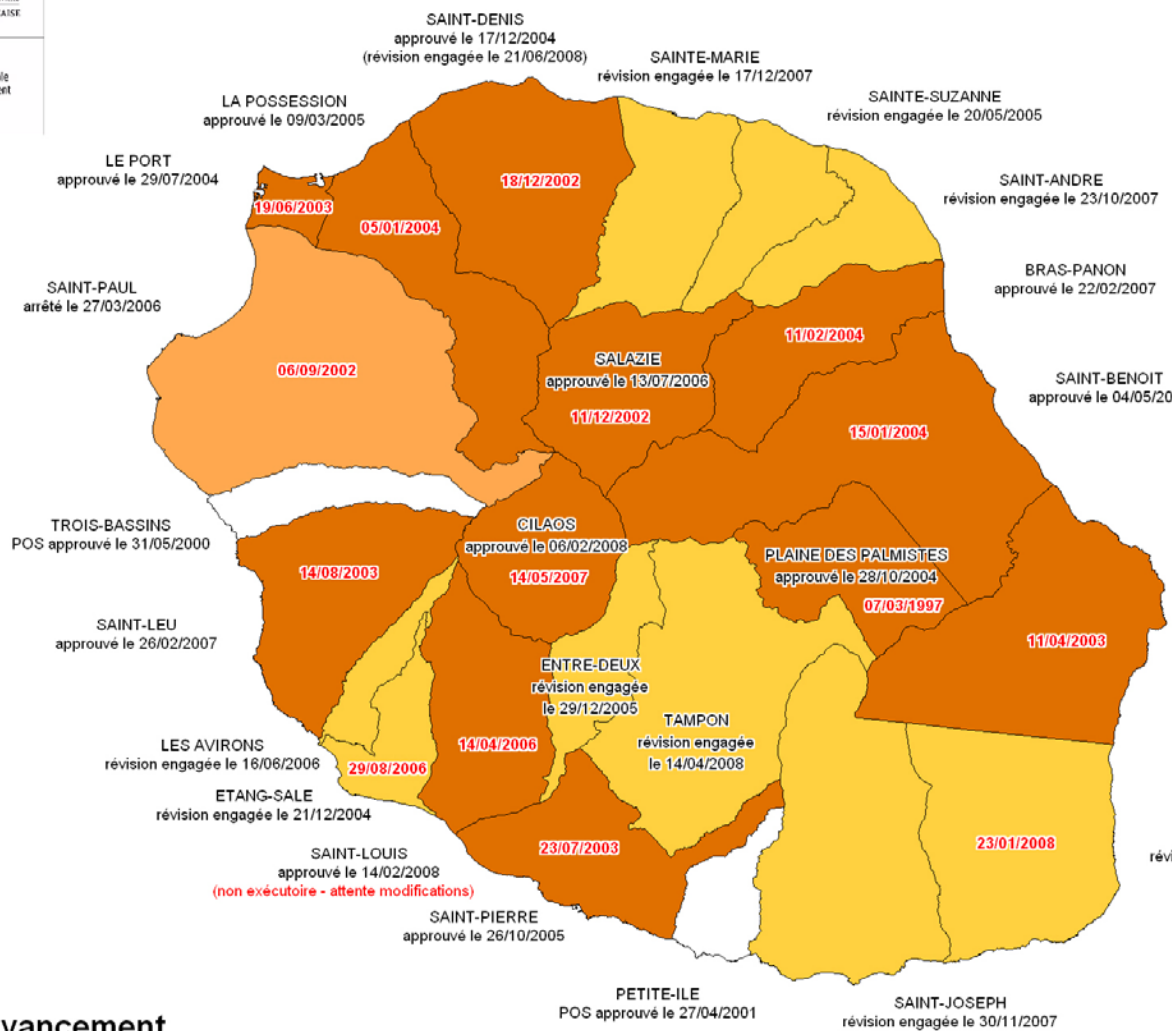 AISE
ble
ent
SAINT-DENIS
approuvé le 17/12/2004
(révision engagée le 21/06/2008)
SAINTE-MARIE
révision engagée le 17/12/2007
SAINTE-SUZANNE
révision engagée le 20/05/2005
LA POSSESSION
approuvé le 09/03/2005
LE PORT
approuvé le 29/07/2004
SAINT-ANDRE
révision engagée le 23/10/2007
18/12/2002
19/06/2003
05/01/2004
BRAS-PANON
approuvé le 22/02/2007
SAINT-PAUL
arrêté le 27/03/2006
06/09/2002
11/02/2004
SALAZIE
approuvé le 13/07/2006
11/12/2002
SAINT-BENOIT
approuvé le 04/05/20
15/01/2004
TROIS-BASSINS
POS approuvé le 31/05/2000
CILAOS
approuvé le 06/02/2008
14/05/2007
14/08/2003
PLAINE DES PALMISTES
approuvé le 28/10/2004
07/03/1997
SAINT-LEU
approuvé le 26/02/2007
11/04/2003
ENTRE-DEUX
révision engagée
le 29/12/2005
TAMPON
révision engagée
le 14/04/2008
LES AVIRONS
révision engagée le 16/06/2006
14/04/2006
29/08/2006
ETANG-SALE
révision engagée le 21/12/2004
SAINT-LOUIS
approuvé le 14/02/2008
(non exécutoire - attente modifications)
23/07/2003
23/01/2008
révi
SAINT-PIERRE
approuvé le 26/10/2005
PETITE-ILE
POS approuvé le 27/04/2001
SAINT-JOSEPH
révision engagée le 30/11/2007
vancement